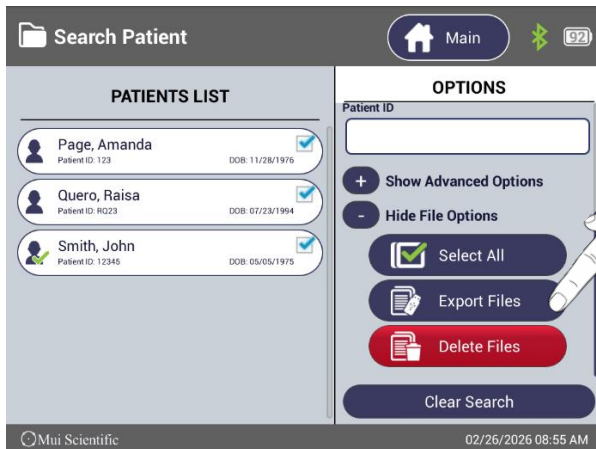 Search Patient
Main
92
PATIENTS LIST
Page, Amanda
Patient ID: 123 DOB: 11/28/1976
Quero, Raisa
Patient ID: RQ23 DOB: 07/23/1994
Smith, John
Patient ID: 12345 DOB: 05/05/1975
OPTIONS
Patient ID
+ Show Advanced Options
- Hide File Options
Select All
Export Files
Delete Files
Clear Search
Mui Scientific
02/26/2026 08:55 AM